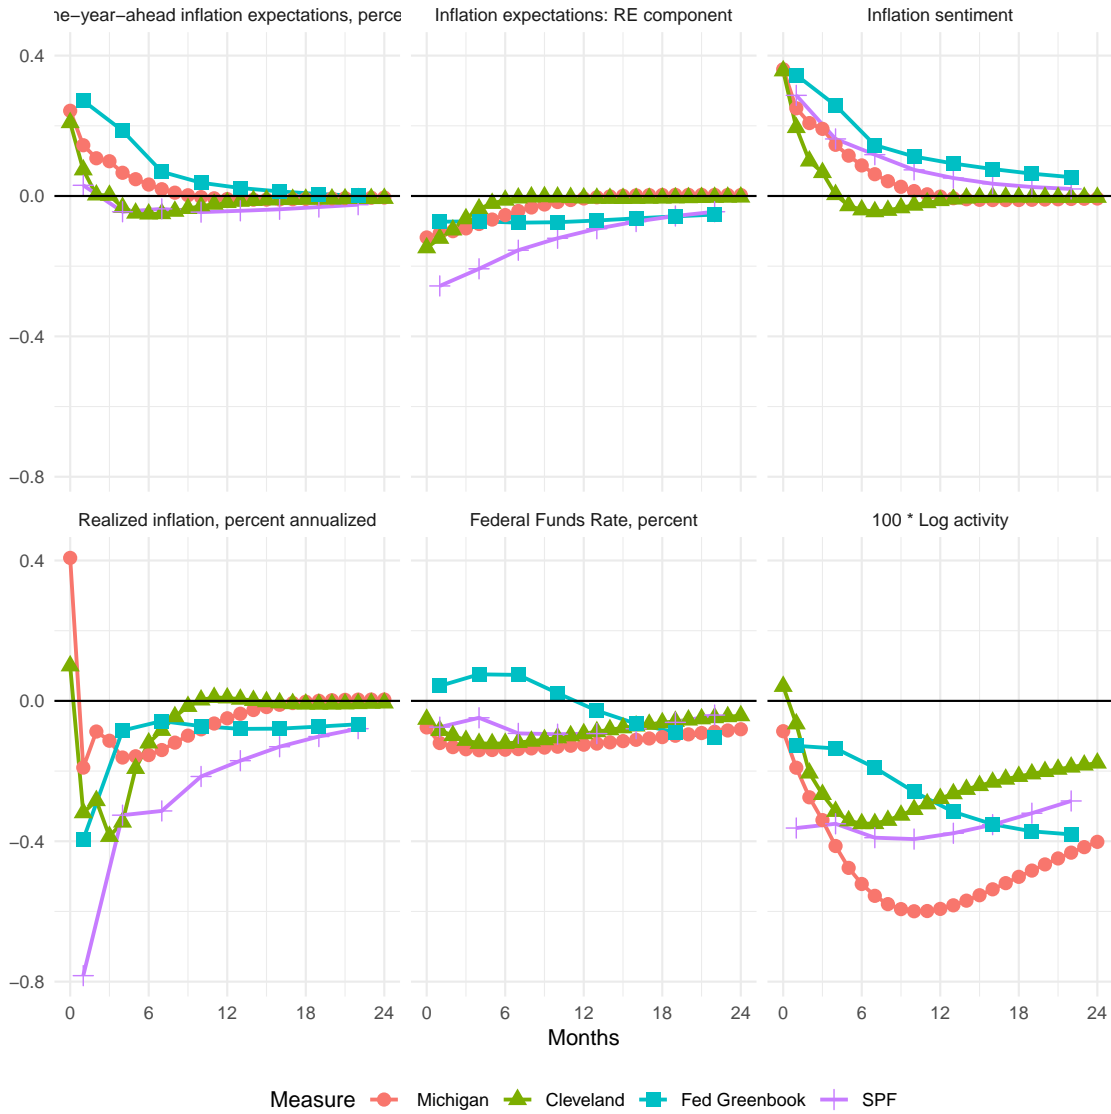 ne−year−ahead inflation expectations, perce
Inflation expectations: RE component
Inflation sentiment
0.4
0.0
−0.4
−0.8
Realized inflation, percent annualized
Federal Funds Rate, percent
100 * Log activity
0.4
0.0
−0.4
−0.8
0 6 12 18 24 0 6 12 18 24 0 6 12 18 24
Months
Measure Michigan Cleveland Fed Greenbook SPF